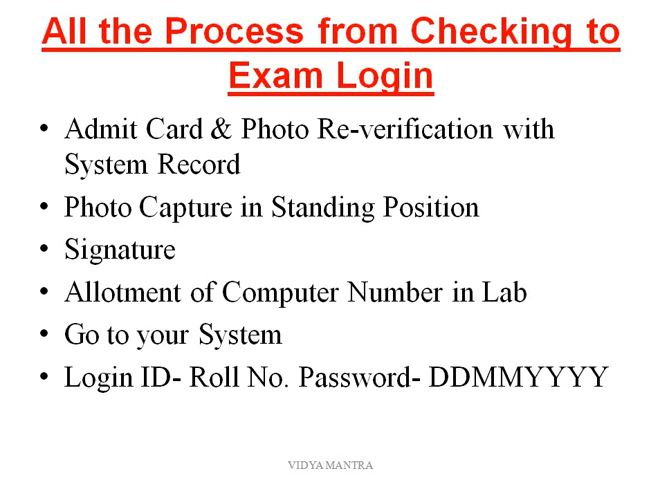 All the Process from Checking to
Exam Login
• Admit Card & Photo Re-verification with
System Record
• Photo Capture in Standing Position
• Signature
• Allotment of Computer Number in Lab
• Go to your System
• Login ID- Roll No. Password- DDMMYYYY
VIDYA MANTRA